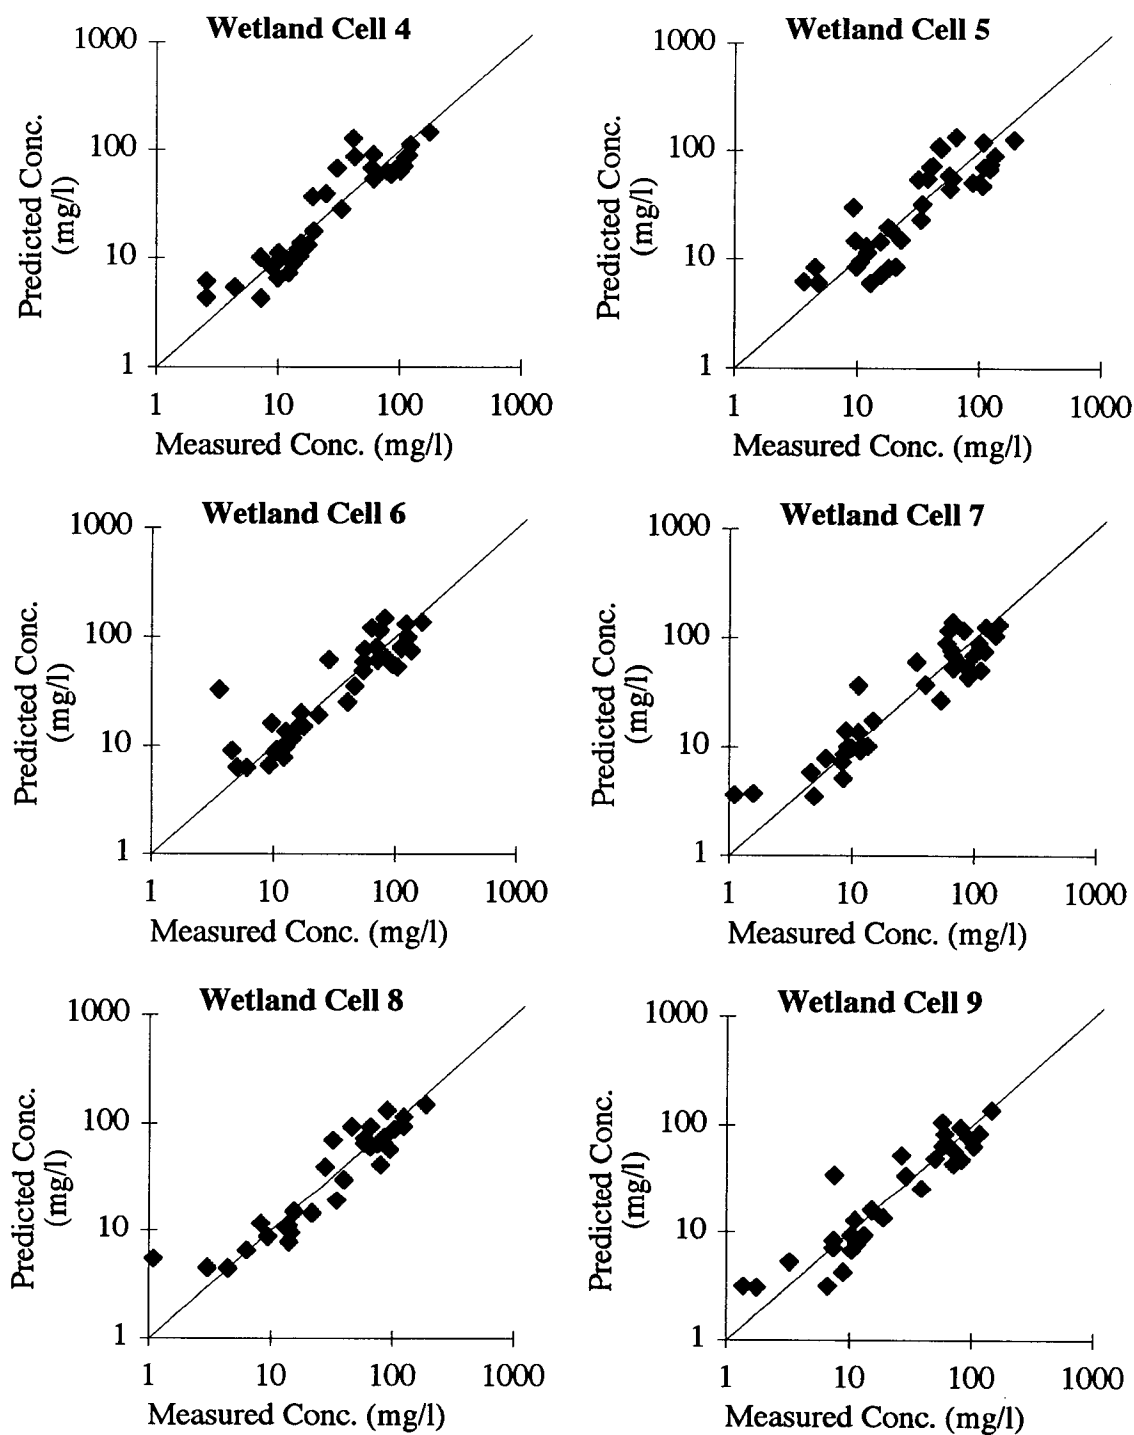 Wetland Cell 4
1000
100
10
1
Predicted Conc.
(mg/l)
1 10 100 1000
Measured Conc. (mg/l)
Wetland Cell 5
1000
100
10
1
Predicted Conc.
(mg/l)
1 10 100 1000
Measured Conc. (mg/l)
Wetland Cell 6
1000
100
10
1
Predicted Conc.
(mg/l)
1 10 100 1000
Measured Conc. (mg/l)
Wetland Cell 7
1000
100
10
1
Predicted Conc.
(mg/l)
1 10 100 1000
Measured Conc. (mg/l)
Wetland Cell 8
1000
100
10
1
Predicted Conc.
(mg/l)
1 10 100 1000
Measured Conc. (mg/l)
Wetland Cell 9
1000
100
10
1
Predicted Conc.
(mg/l)
1 10 100 1000
Measured Conc. (mg/l)